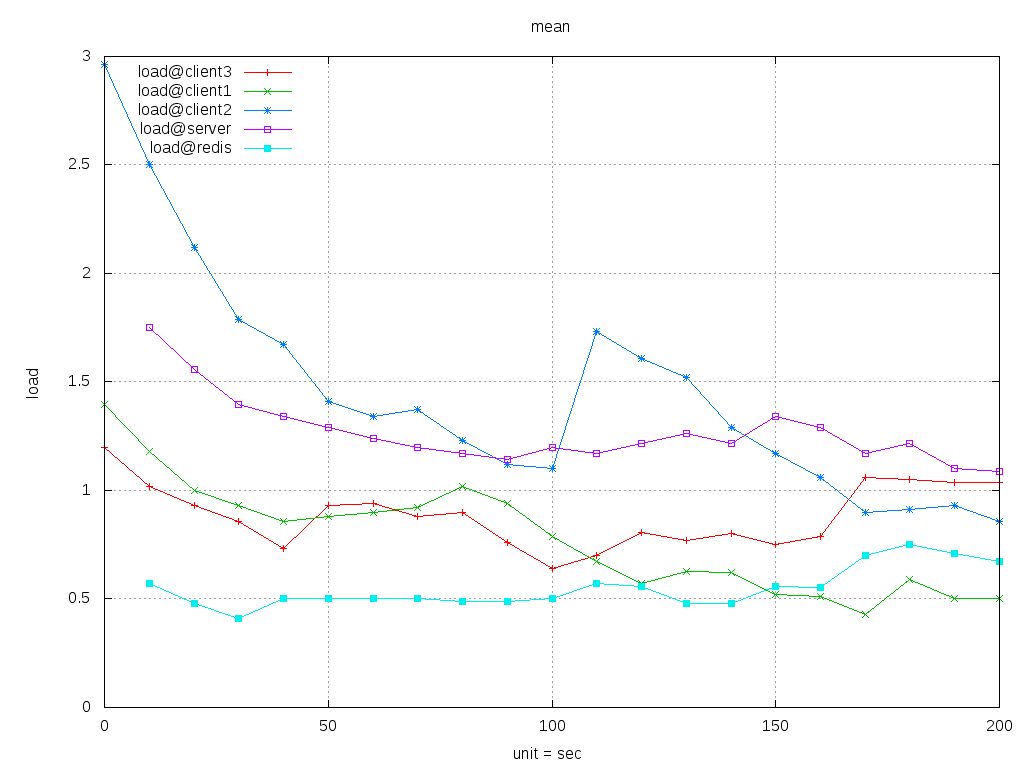 mean
3
load@client3
load@client1
load@client2
load@server
load@redis
2.5
2
1.5
load
1
0.5
0
0 50 100 150 200
unit = sec